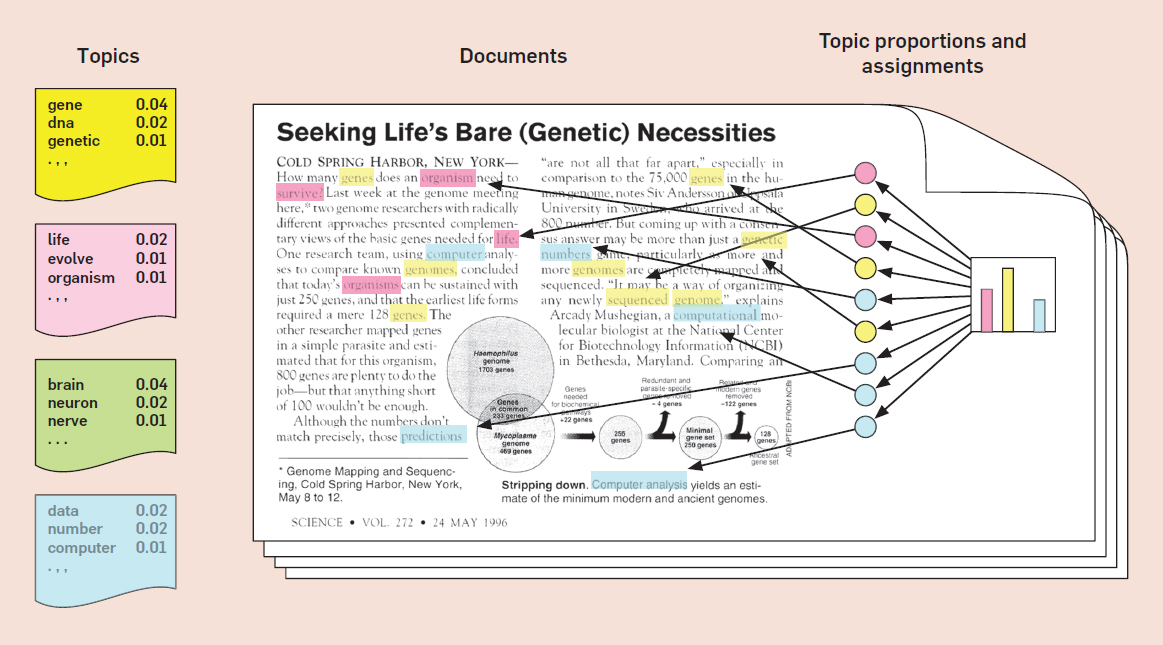 Topics
Documents
Topic proportions and
assignments
gene 0.04
dna 0.02
genetic 0.01
. , ,
life 0.02
evolve 0.01
organism 0.01
. , ,
brain 0.04
neuron 0.02
nerve 0.01
. . .
data 0.02
number 0.02
computer 0.01
. , ,
Seeking Life's Bare (Genetic) Necessities
COLD SPRING HARBOR, NEW YORK—
How many genes does an organism need to
survive? Last week at the genome meeting
here,* two genome researchers with radically
different approaches presented complemen-
tary views of the basic genes needed for life.
One research team, using computer analy-
ses to compare known genomes, concluded
that today's organisms can be sustained with
just 250 genes, and that the earliest life forms
required a mere 128 genes. The
other researcher mapped genes
in a simple parasite and esti-
mated that for this organism,
800 genes are plenty to do the
job—but that anything short
of 100 wouldn't be enough.
Although the numbers don't
match precisely, those predictions
* Genome Mapping and Sequenc-
ing, Cold Spring Harbor, New York,
May 8 to 12.
"are not all that far apart," especially in
comparison to the 75,000 genes in the hu-
man genome, notes Siv Andersson of Uppsala
University in Sweden, who arrived at the
800 number. But coming up with a consen-
sus answer may be more than just a genetic
numbers game, particularly as more and
more genomes are completely mapped and
sequenced. "It may be a way of organizing
any newly sequenced genome," explains
Arcady Mushegian, a computational mo-
lecular biologist at the National Center
for Biotechnology Information (NCBI)
in Bethesda, Maryland. Comparing an
Haemophilus
genome
1703 genes
Genes
in common
233 genes
Mycoplasma
genome
469 genes
Genes
needed
for biochemical
pathways
+22 genes
256
genes
Redundant and
parasite-specific
genes removed
– 4 genes
Minimal
gene set
250 genes
Related and
modern genes
removed
–122 genes
128
genes
Ancestral
gene set
ADAPTED FROM NCBI
Stripping down. Computer analysis yields an esti-
mate of the minimum modern and ancient genomes.
SCIENCE • VOL. 272 • 24 MAY 1996